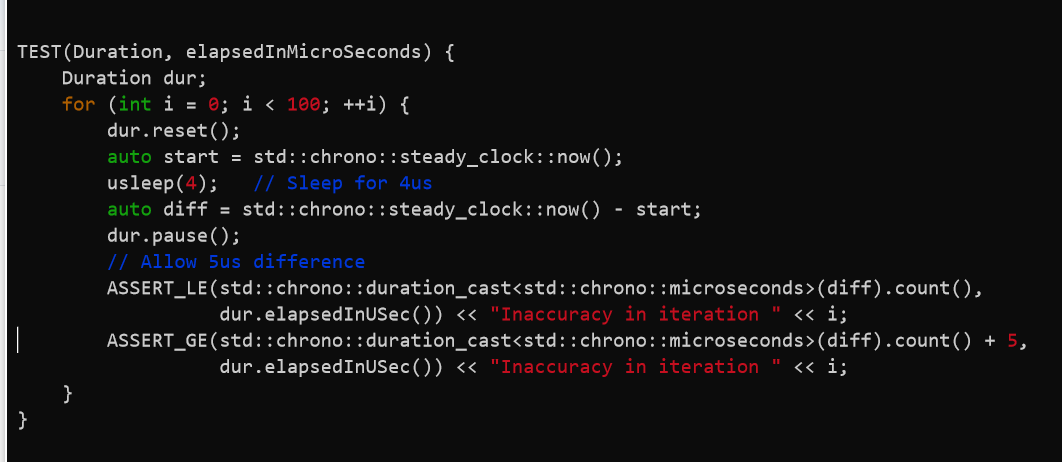 TEST(Duration, elapsedInMicroSeconds) {
    Duration dur;
    for (int i = 0; i < 100; ++i) {
        dur.reset();
        auto start = std::chrono::steady_clock::now();
        usleep(4);   // Sleep for 4us
        auto diff = std::chrono::steady_clock::now() - start;
        dur.pause();
        // Allow 5us difference
        ASSERT_LE(std::chrono::duration_cast<std::chrono::microseconds>(diff).count(),
                  dur.elapsedInUSec()) << "Inaccuracy in iteration " << i;
        ASSERT_GE(std::chrono::duration_cast<std::chrono::microseconds>(diff).count() + 5,
                  dur.elapsedInUSec()) << "Inaccuracy in iteration " << i;
    }
}